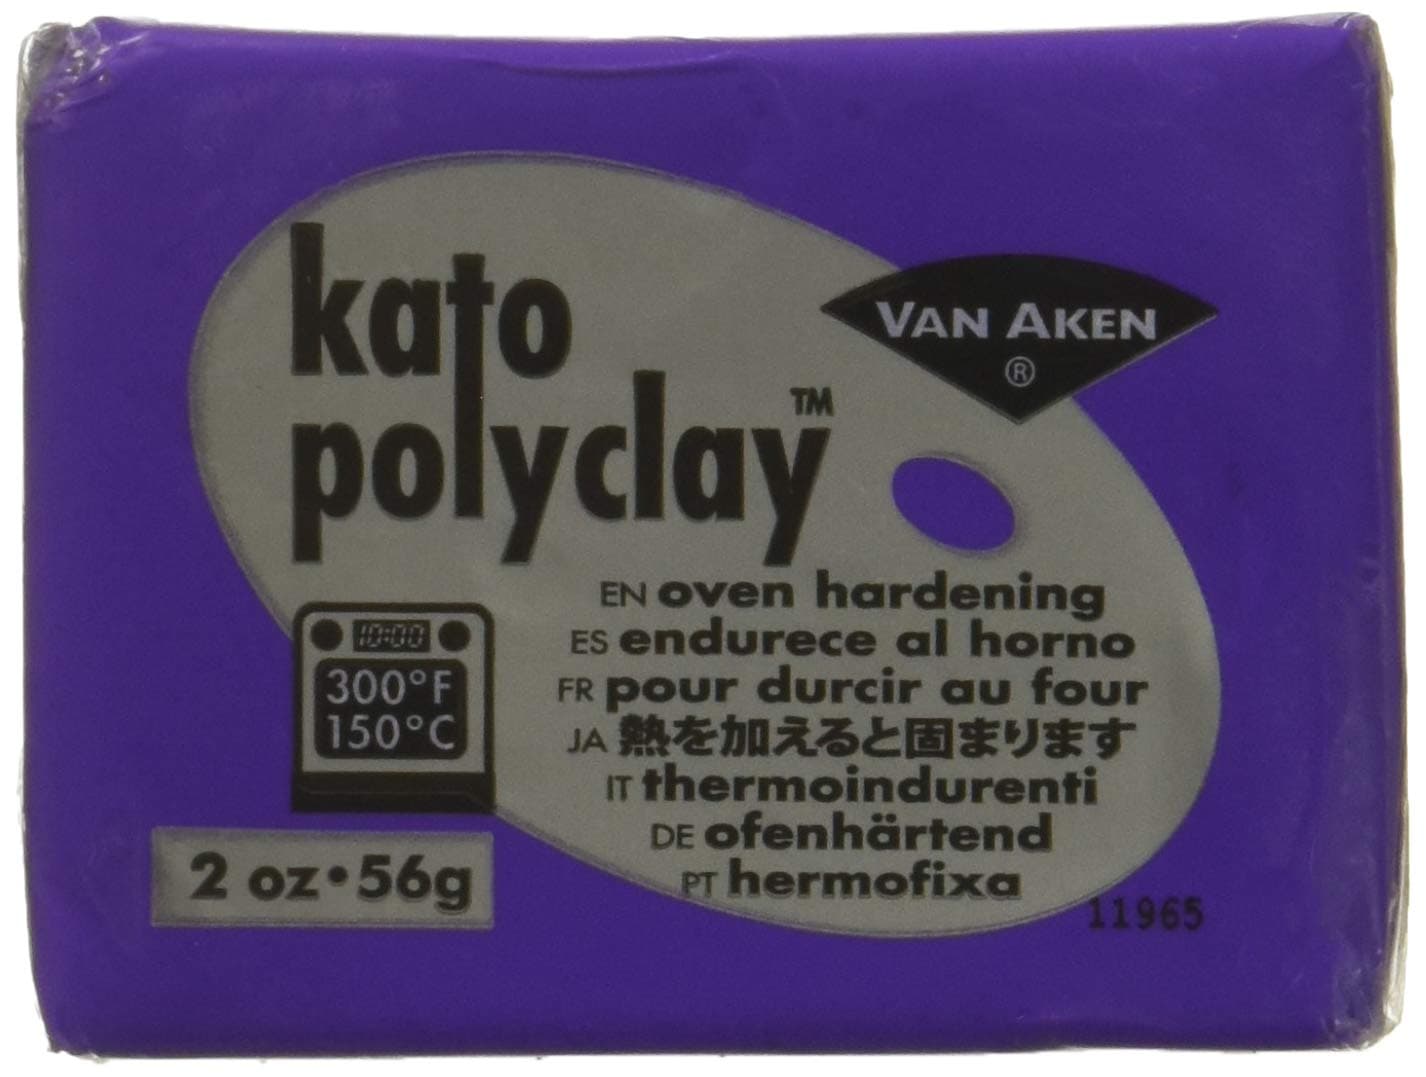 kato
polyclay™
VAN AKEN
®
EN oven hardening
ES endurece al horno
FR pour durcir au four
JA 熱を加えると固まります
IT thermoindurenti
DE ofenhärtend
PT hermofixa
10:00
300°F
150°C
2 oz•56g
11965